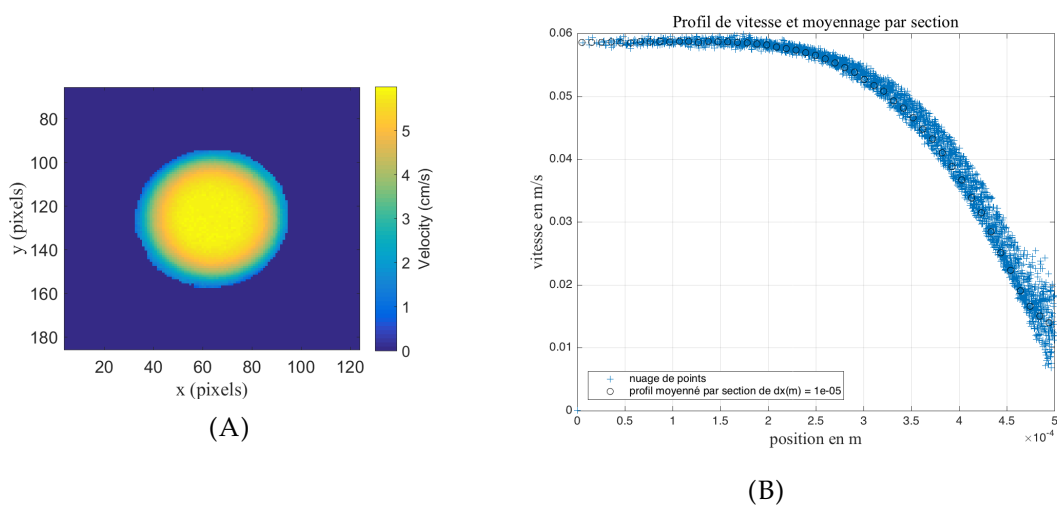 80
100
120
140
160
180
y (pixels)
20 40 60 80 100 120
x (pixels)
5
4
3
2
1
0
Velocity (cm/s)
(A)
Profil de vitesse et moyennage par section
0.06
0.05
0.04
0.03
0.02
0.01
0
vitesse en m/s
nuage de points
profil moyenné par section de dx(m) = 1e-05
0 0.5 1 1.5 2 2.5 3 3.5 4 4.5 5
position en m
×10⁻⁴
(B)